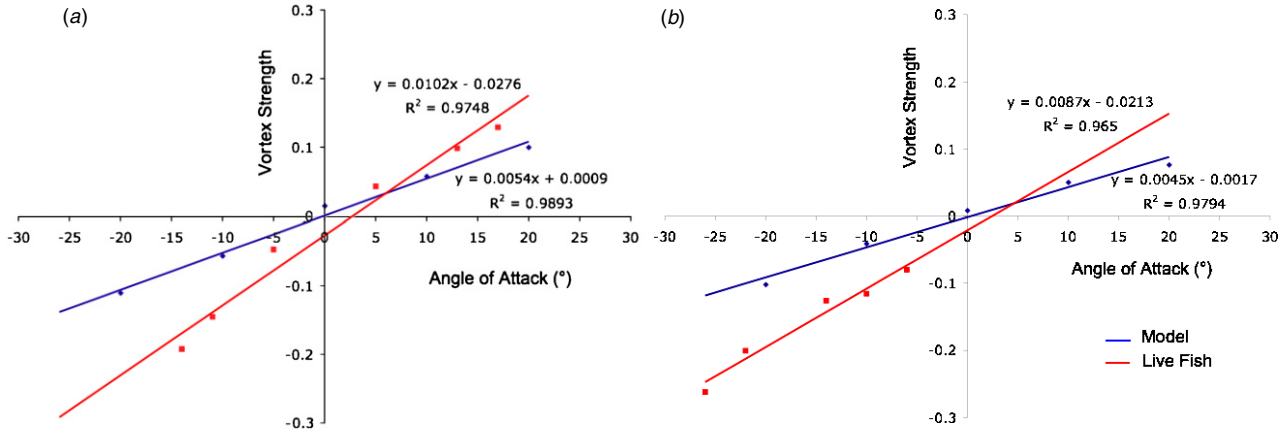 (a)
0.3
0.2
0.1
0
-0.1
-0.2
-0.3
Vortex Strength
y = 0.0102x - 0.0276
R² = 0.9748
y = 0.0054x + 0.0009
R² = 0.9893
-30 -25 -20 -15 -10 -5 5 10 15 20 25 30
Angle of Attack (°)
(b)
0.3
0.2
0.1
0
-0.1
-0.2
-0.3
Vortex Strength
y = 0.0087x - 0.0213
R² = 0.965
y = 0.0045x - 0.0017
R² = 0.9794
-30 -25 -20 -15 -10 -5 0 5 10 15 20 25 30
Angle of Attack (°)
Model
Live Fish